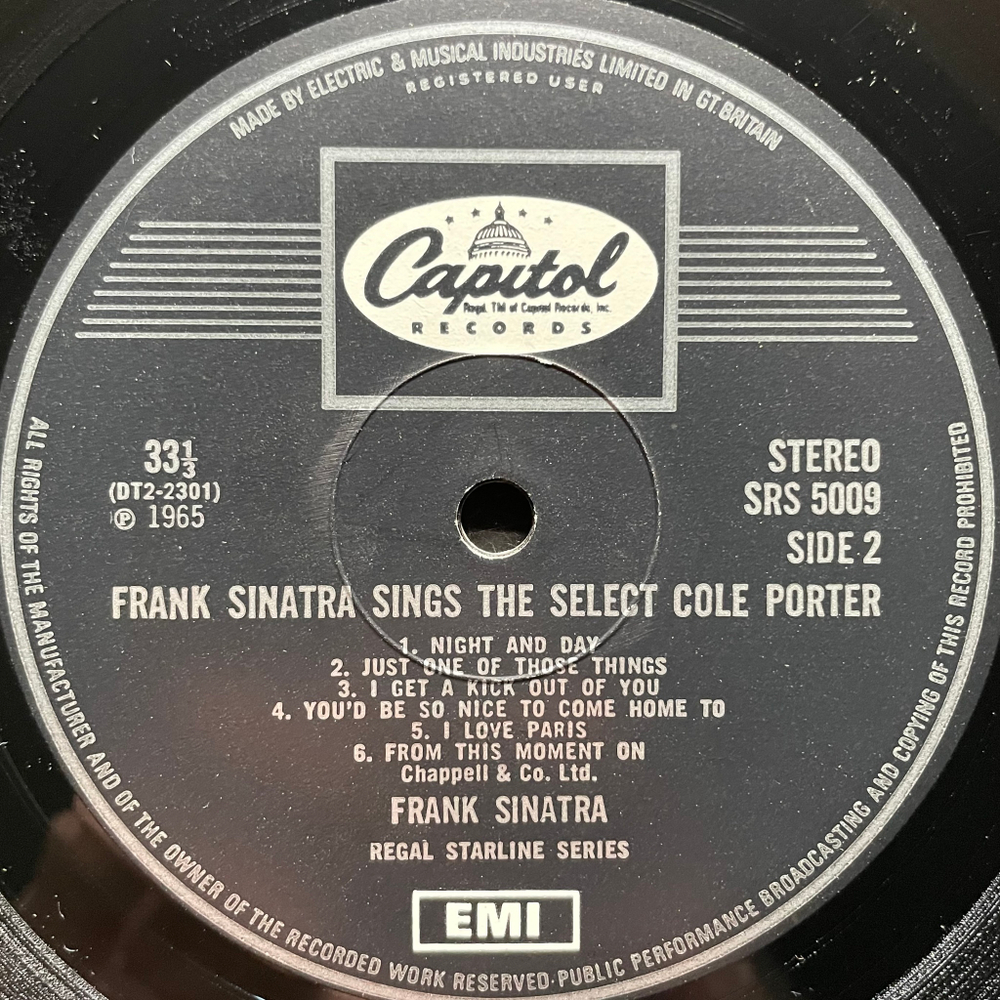 MADE BY ELECTRIC & MUSICAL INDUSTRIES LIMITED IN GT. BRITAIN
REGISTERED USER
Capitol
Regd. TM of Capitol Records, Inc.
RECORDS
33⅓
(DT2-2301)
℗ 1965
STEREO
SRS 5009
SIDE 2
FRANK SINATRA SINGS THE SELECT COLE PORTER
1. NIGHT AND DAY
2. JUST ONE OF THOSE THINGS
3. I GET A KICK OUT OF YOU
4. YOU'D BE SO NICE TO COME HOME TO
5. I LOVE PARIS
6. FROM THIS MOMENT ON
Chappell & Co. Ltd.
FRANK SINATRA
REGAL STARLINE SERIES
EMI
ALL RIGHTS OF THE MANUFACTURER AND OF THE OWNER OF THE RECORDED WORK RESERVED·PUBLIC PERFORMANCE BROADCASTING AND COPYING OF THIS RECORD PROHIBITED